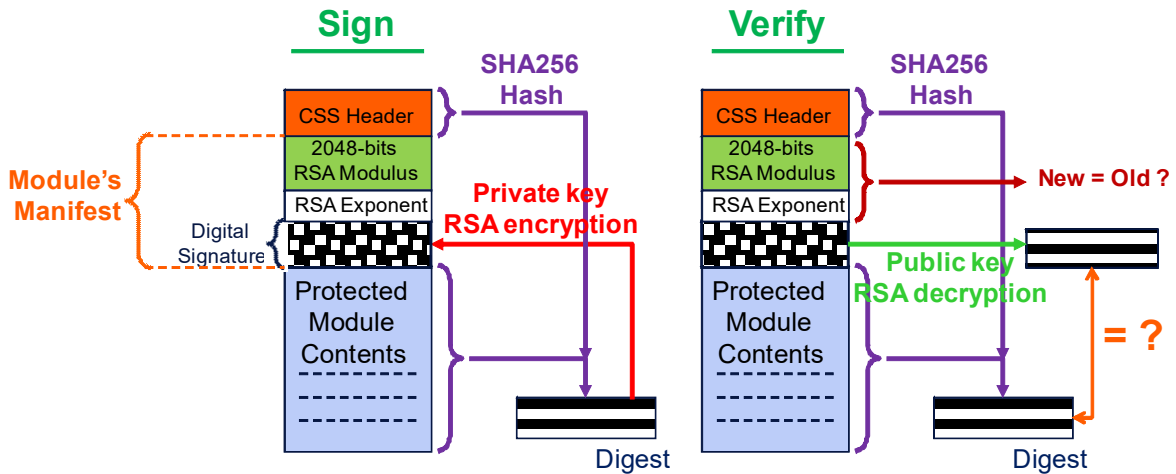 Sign
SHA256
Hash
CSS Header
2048-bits
RSA Modulus
RSA Exponent
Module's
Manifest
Digital
Signature
Private key
RSA encryption
Protected
Module
Contents
Digest
Verify
SHA256
Hash
CSS Header
2048-bits
RSA Modulus
RSA Exponent
New = Old ?
Public key
RSA decryption
Protected
Module
Contents
= ?
Digest